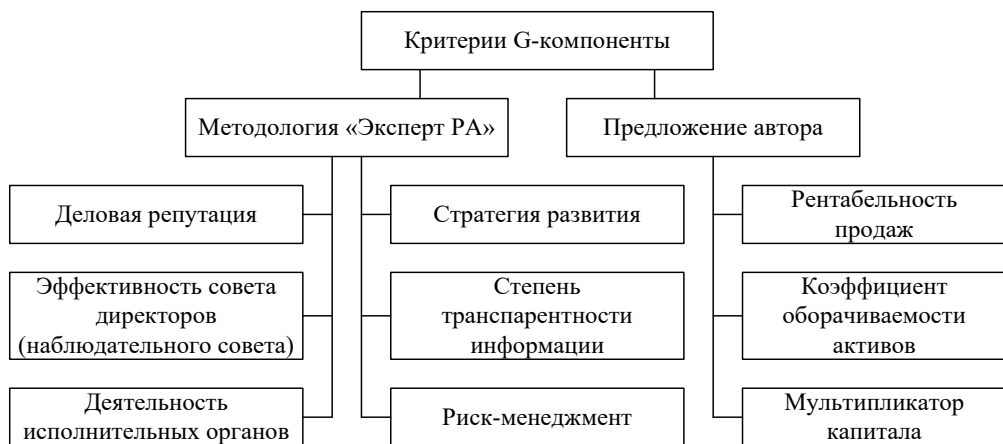 Критерии G-компоненты
Методология «Эксперт РА»
Предложение автора
Деловая репутация
Стратегия развития
Рентабельность
продаж
Эффективность совета
директоров
(наблюдательного совета)
Степень
транспарентности
информации
Коэффициент
оборачиваемости
активов
Деятельность
исполнительных органов
Риск-менеджмент
Мультипликатор
капитала